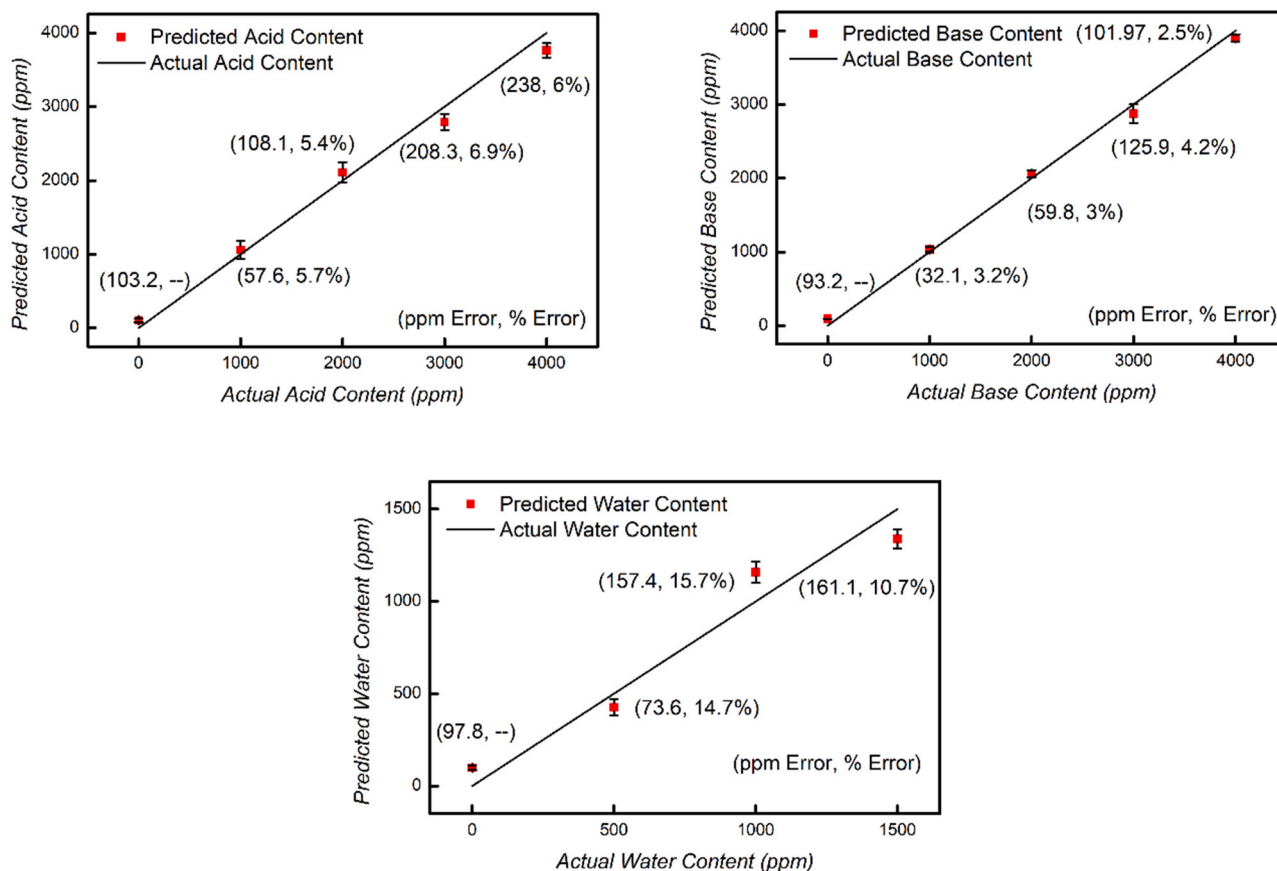 Predicted Acid Content
Actual Acid Content
4000
3000
2000
1000
0
(238, 6%)
(108.1, 5.4%)
(208.3, 6.9%)
(103.2, --)
(57.6, 5.7%)
(ppm Error, % Error)
0 1000 2000 3000 4000
Predicted Acid Content (ppm)
Actual Acid Content (ppm)
Predicted Base Content
Actual Base Content
4000
3000
2000
1000
0
(101.97, 2.5%)
(125.9, 4.2%)
(59.8, 3%)
(93.2, --)
(32.1, 3.2%)
(ppm Error, % Error)
0 1000 2000 3000 4000
Predicted Base Content (ppm)
Actual Base Content (ppm)
Predicted Water Content
Actual Water Content
1500
1000
500
0
(157.4, 15.7%)
(161.1, 10.7%)
(73.6, 14.7%)
(97.8, --)
(ppm Error, % Error)
0 500 1000 1500
Predicted Water Content (ppm)
Actual Water Content (ppm)